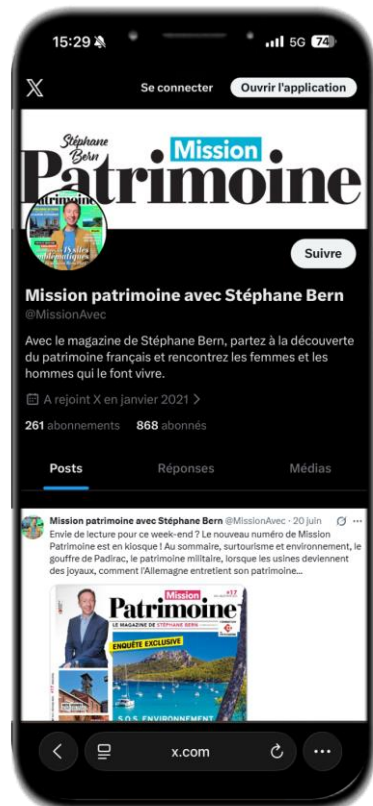 15:29
5G 74
X
Se connecter
Ouvrir l'application
Stéphane
Bern
Mission
Patrimoine
Suivre
Mission patrimoine avec Stéphane Bern
@MissionAvec
Avec le magazine de Stéphane Bern, partez à la découverte
du patrimoine français et rencontrez les femmes et les
hommes qui le font vivre.
A rejoint X en janvier 2021
261 abonnements 868 abonnés
Posts Réponses Médias
Mission patrimoine avec Stéphane Bern @MissionAvec · 20 juin
Envie de lecture pour ce week-end ? Le nouveau numéro de Mission
Patrimoine est en kiosque ! Au sommaire, surtourisme et environnement, le
gouffre de Padirac, le patrimoine militaire, lorsque les usines deviennent
des joyaux, comment l'Allemagne entretient son patrimoine...
Mission
Patrimoine
LE MAGAZINE DE STÉPHANE BERN
n°17
ENQUÊTE EXCLUSIVE
S.O.S. ENVIRONNEMENT
x.com